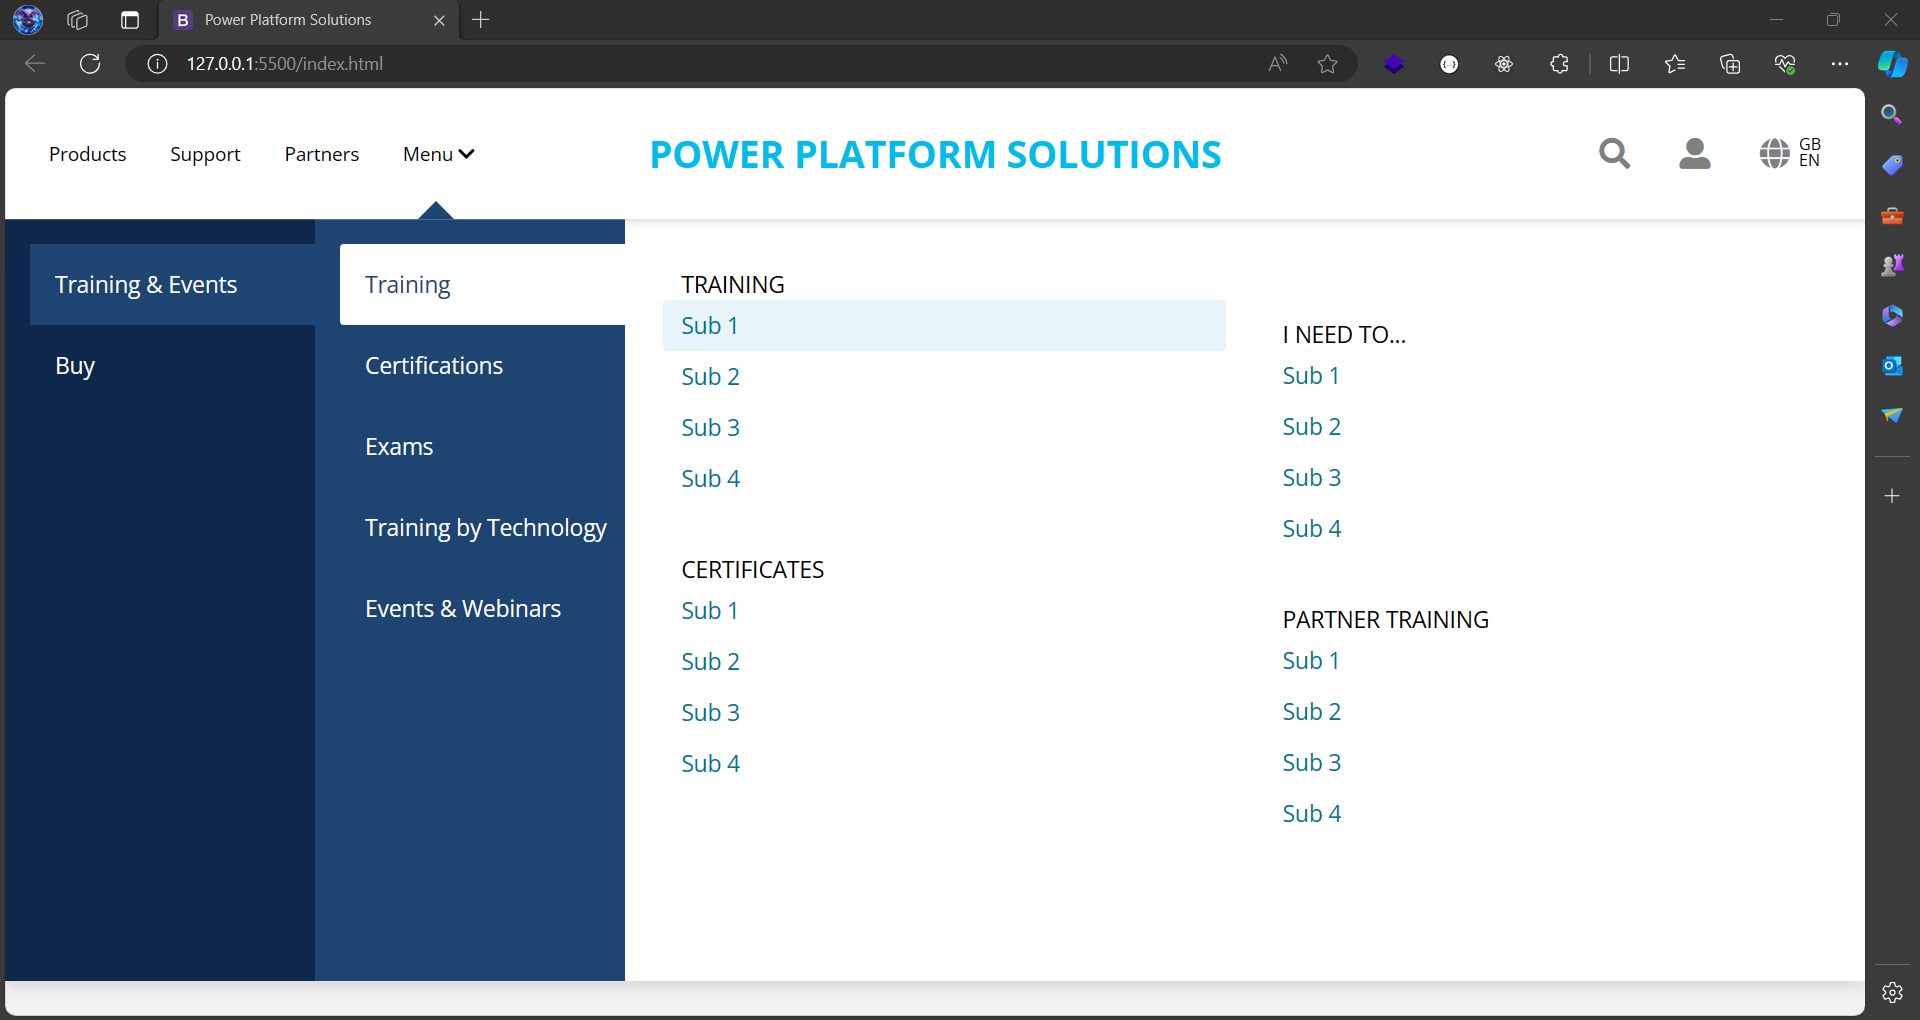 Power Platform Solutions
127.0.0.1:5500/index.html
Products Support Partners Menu
POWER PLATFORM SOLUTIONS
GB
EN
Training & Events
Buy
Training
Certifications
Exams
Training by Technology
Events & Webinars
TRAINING
Sub 1
Sub 2
Sub 3
Sub 4
CERTIFICATES
Sub 1
Sub 2
Sub 3
Sub 4
I NEED TO...
Sub 1
Sub 2
Sub 3
Sub 4
PARTNER TRAINING
Sub 1
Sub 2
Sub 3
Sub 4